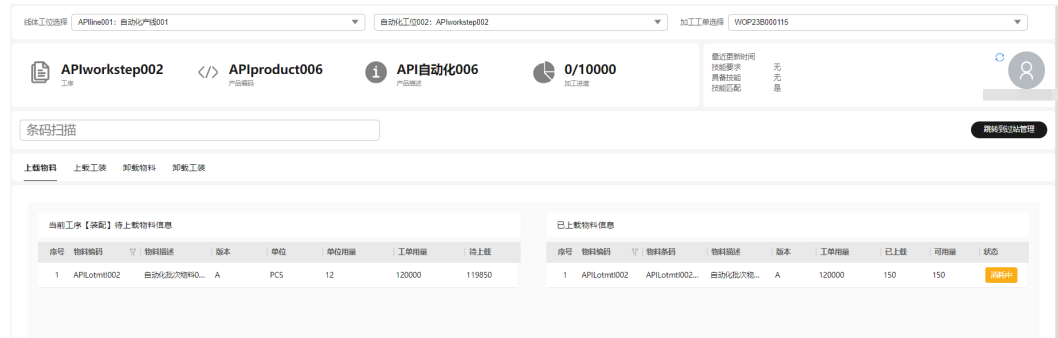 线体工位选择 APIline001：自动化产线001 自动化工位002：APIworkstep002 加工工单选择 WOP23B000115
APIworkstep002
工序
APIproduct006
产品编码
API自动化006
产品描述
0/10000
加工进度
最近更新时间
技能要求 无
具备技能 无
技能匹配 是
条码扫描
跳转到过站管理
上载物料 上载工装 卸载物料 卸载工装
当前工序【装配】待上载物料信息
序号 物料编码 物料描述 版本 单位 单位用量 工单用量 待上载
1 APILotmtl002 自动化批次物料0... A PCS 12 120000 119850
已上载物料信息
序号 物料编码 物料条码 物料描述 版本 工单用量 已上载 可用量 状态
1 APILotmtl002 APILotmtl002... 自动化批次物... A 120000 150 150 消耗中